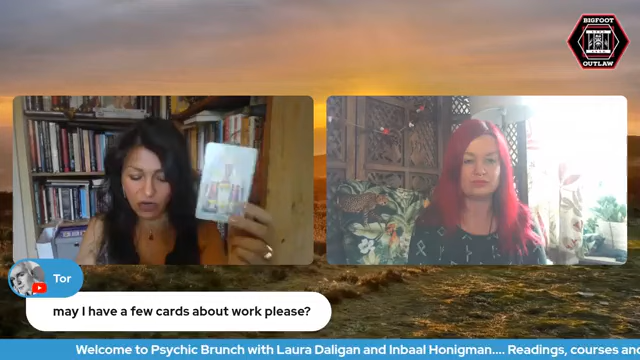 BIGFOOT
OUTLAW
Tor
may I have a few cards about work please?
Welcome to Psychic Brunch with Laura Daligan and Inbaal Honigman.... Readings, courses and